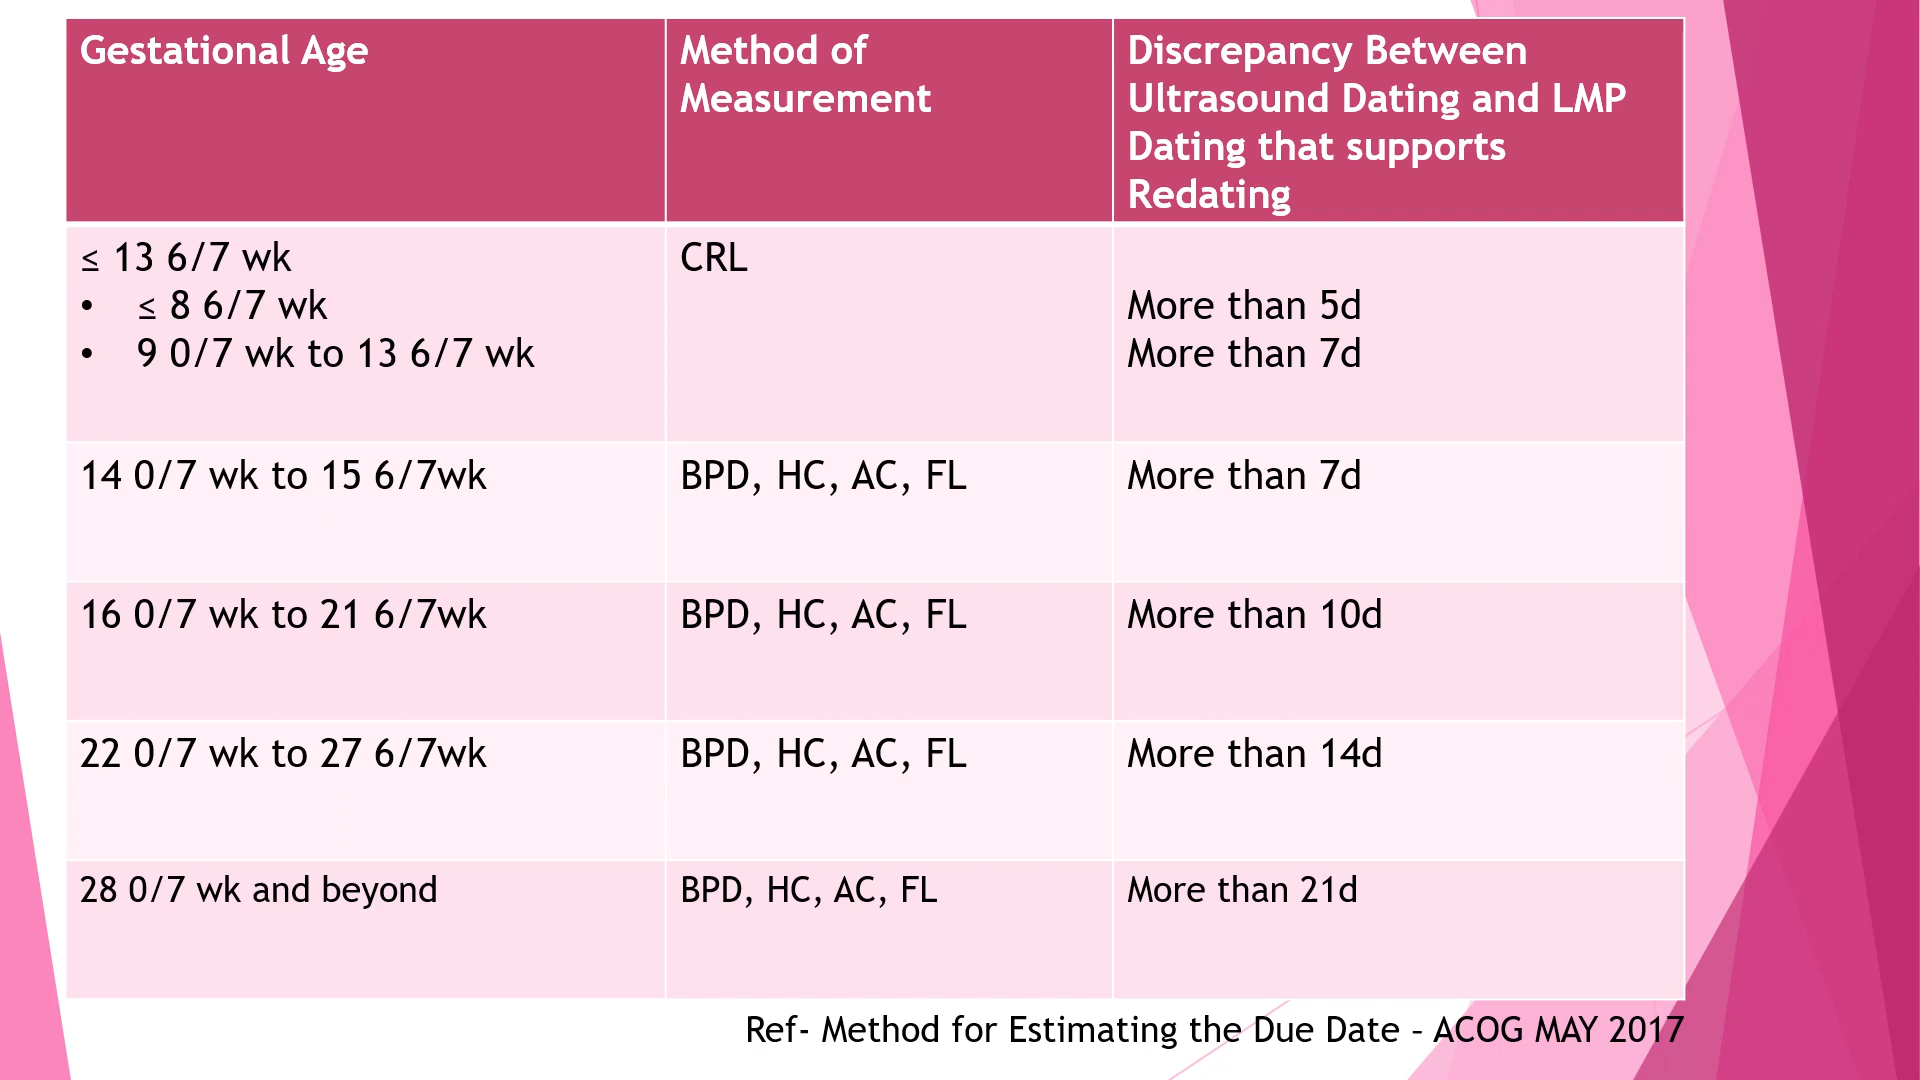 Gestational Age
Method of
Measurement
Discrepancy Between
Ultrasound Dating and LMP
Dating that supports
Redating
≤ 13 6/7 wk
• ≤ 8 6/7 wk
• 9 0/7 wk to 13 6/7 wk
CRL
More than 5d
More than 7d
14 0/7 wk to 15 6/7wk
BPD, HC, AC, FL
More than 7d
16 0/7 wk to 21 6/7wk
BPD, HC, AC, FL
More than 10d
22 0/7 wk to 27 6/7wk
BPD, HC, AC, FL
More than 14d
28 0/7 wk and beyond
BPD, HC, AC, FL
More than 21d
Ref- Method for Estimating the Due Date – ACOG MAY 2017